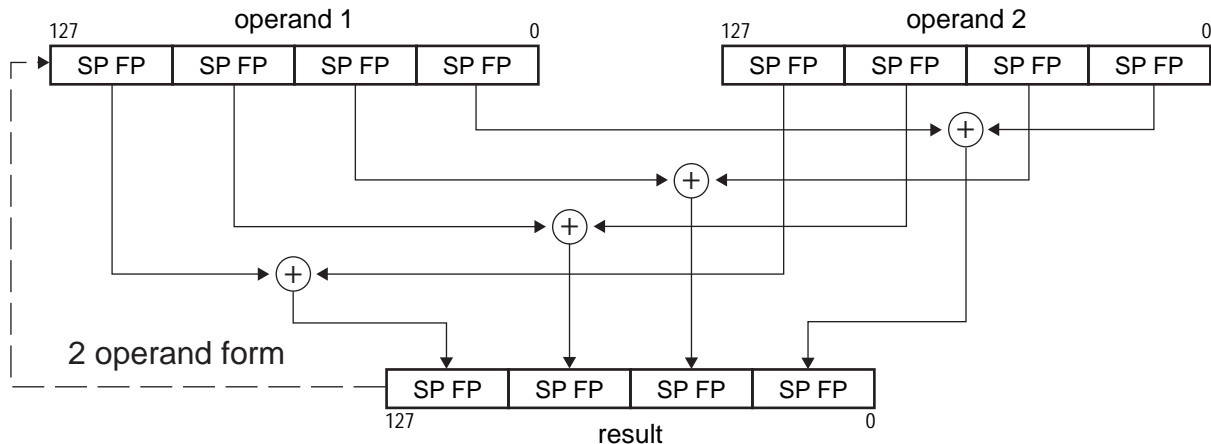 operand 1 operand 2
127 0 127 0
SP FP SP FP SP FP SP FP SP FP SP FP SP FP SP FP
+
+
+
+
2 operand form
SP FP SP FP SP FP SP FP
127 0
result